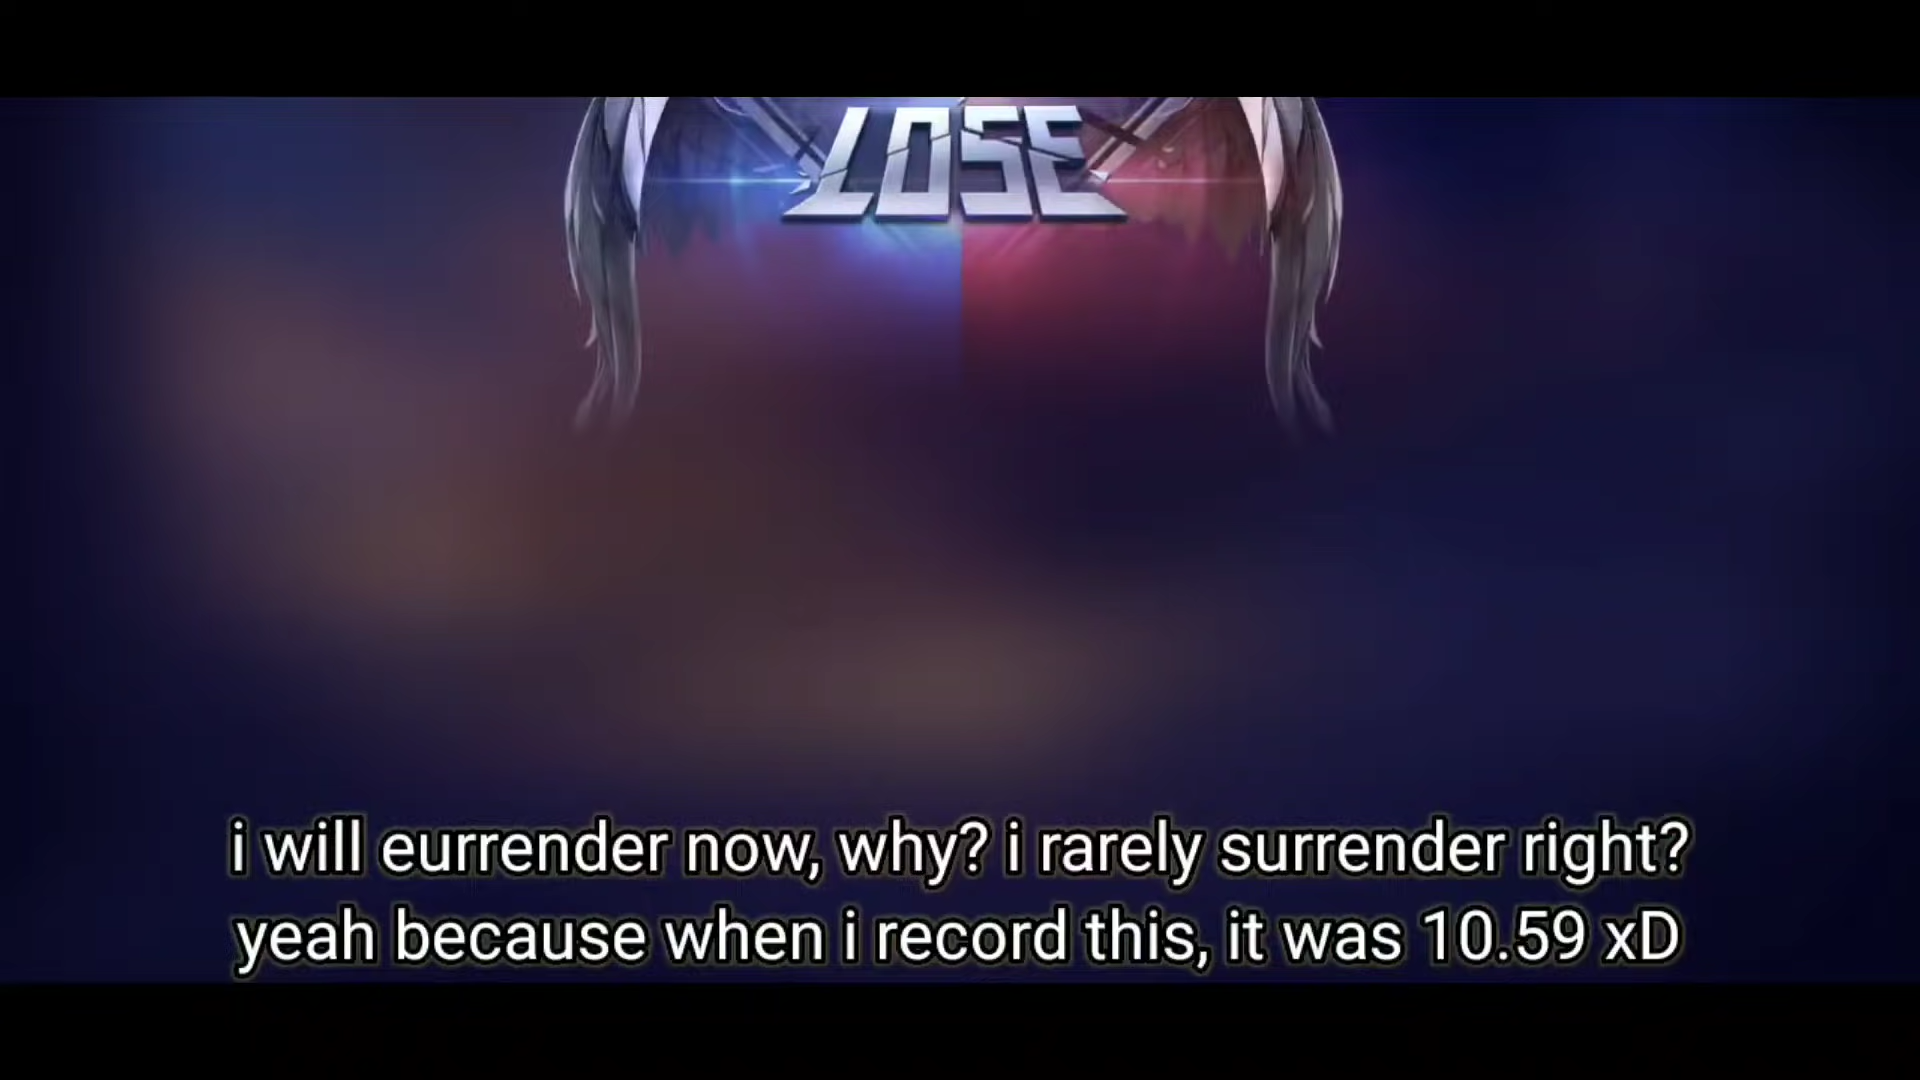 LOSE
i will eurrender now, why? i rarely surrender right?
yeah because when i record this, it was 10.59 xD